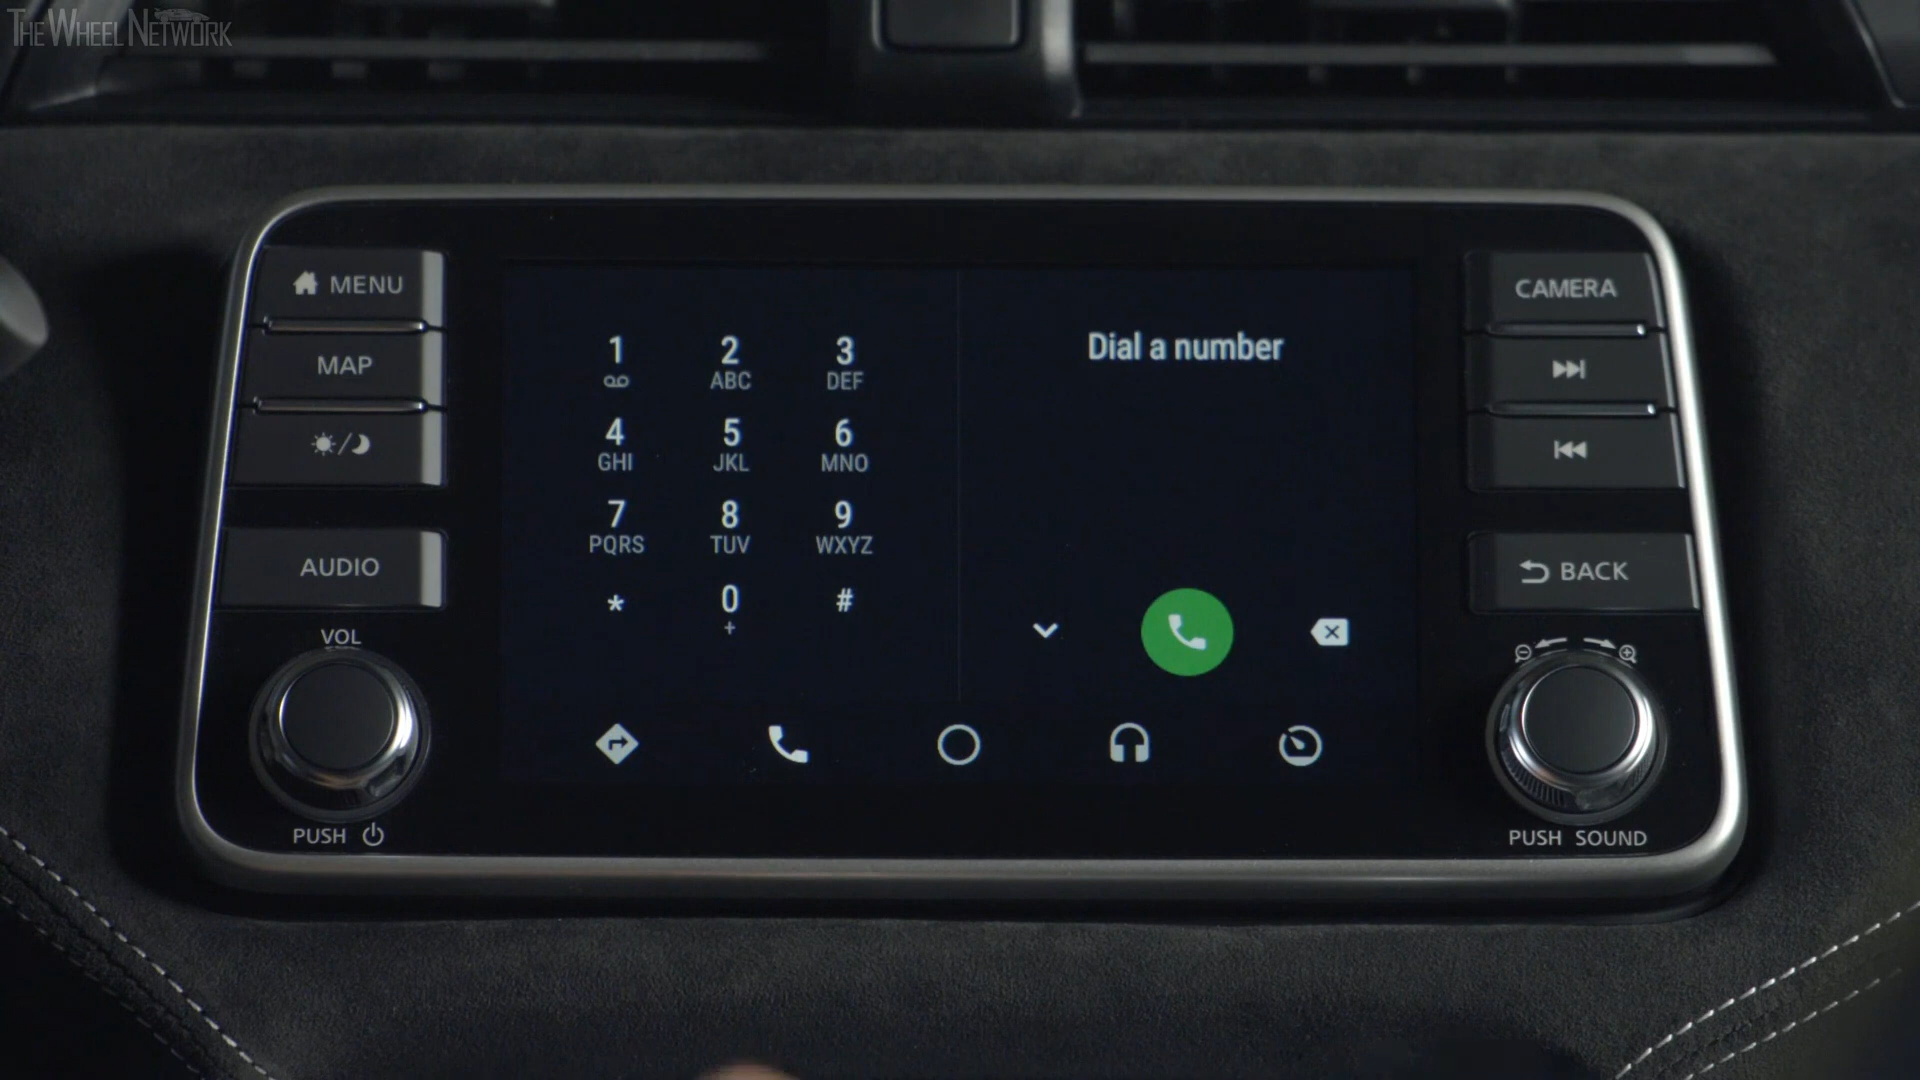 THE WHEEL NETWORK
MENU
MAP
AUDIO
VOL
PUSH
1
2 ABC
3 DEF
4 GHI
5 JKL
6 MNO
7 PQRS
8 TUV
9 WXYZ
*
0 +
#
Dial a number
CAMERA
BACK
PUSH SOUND